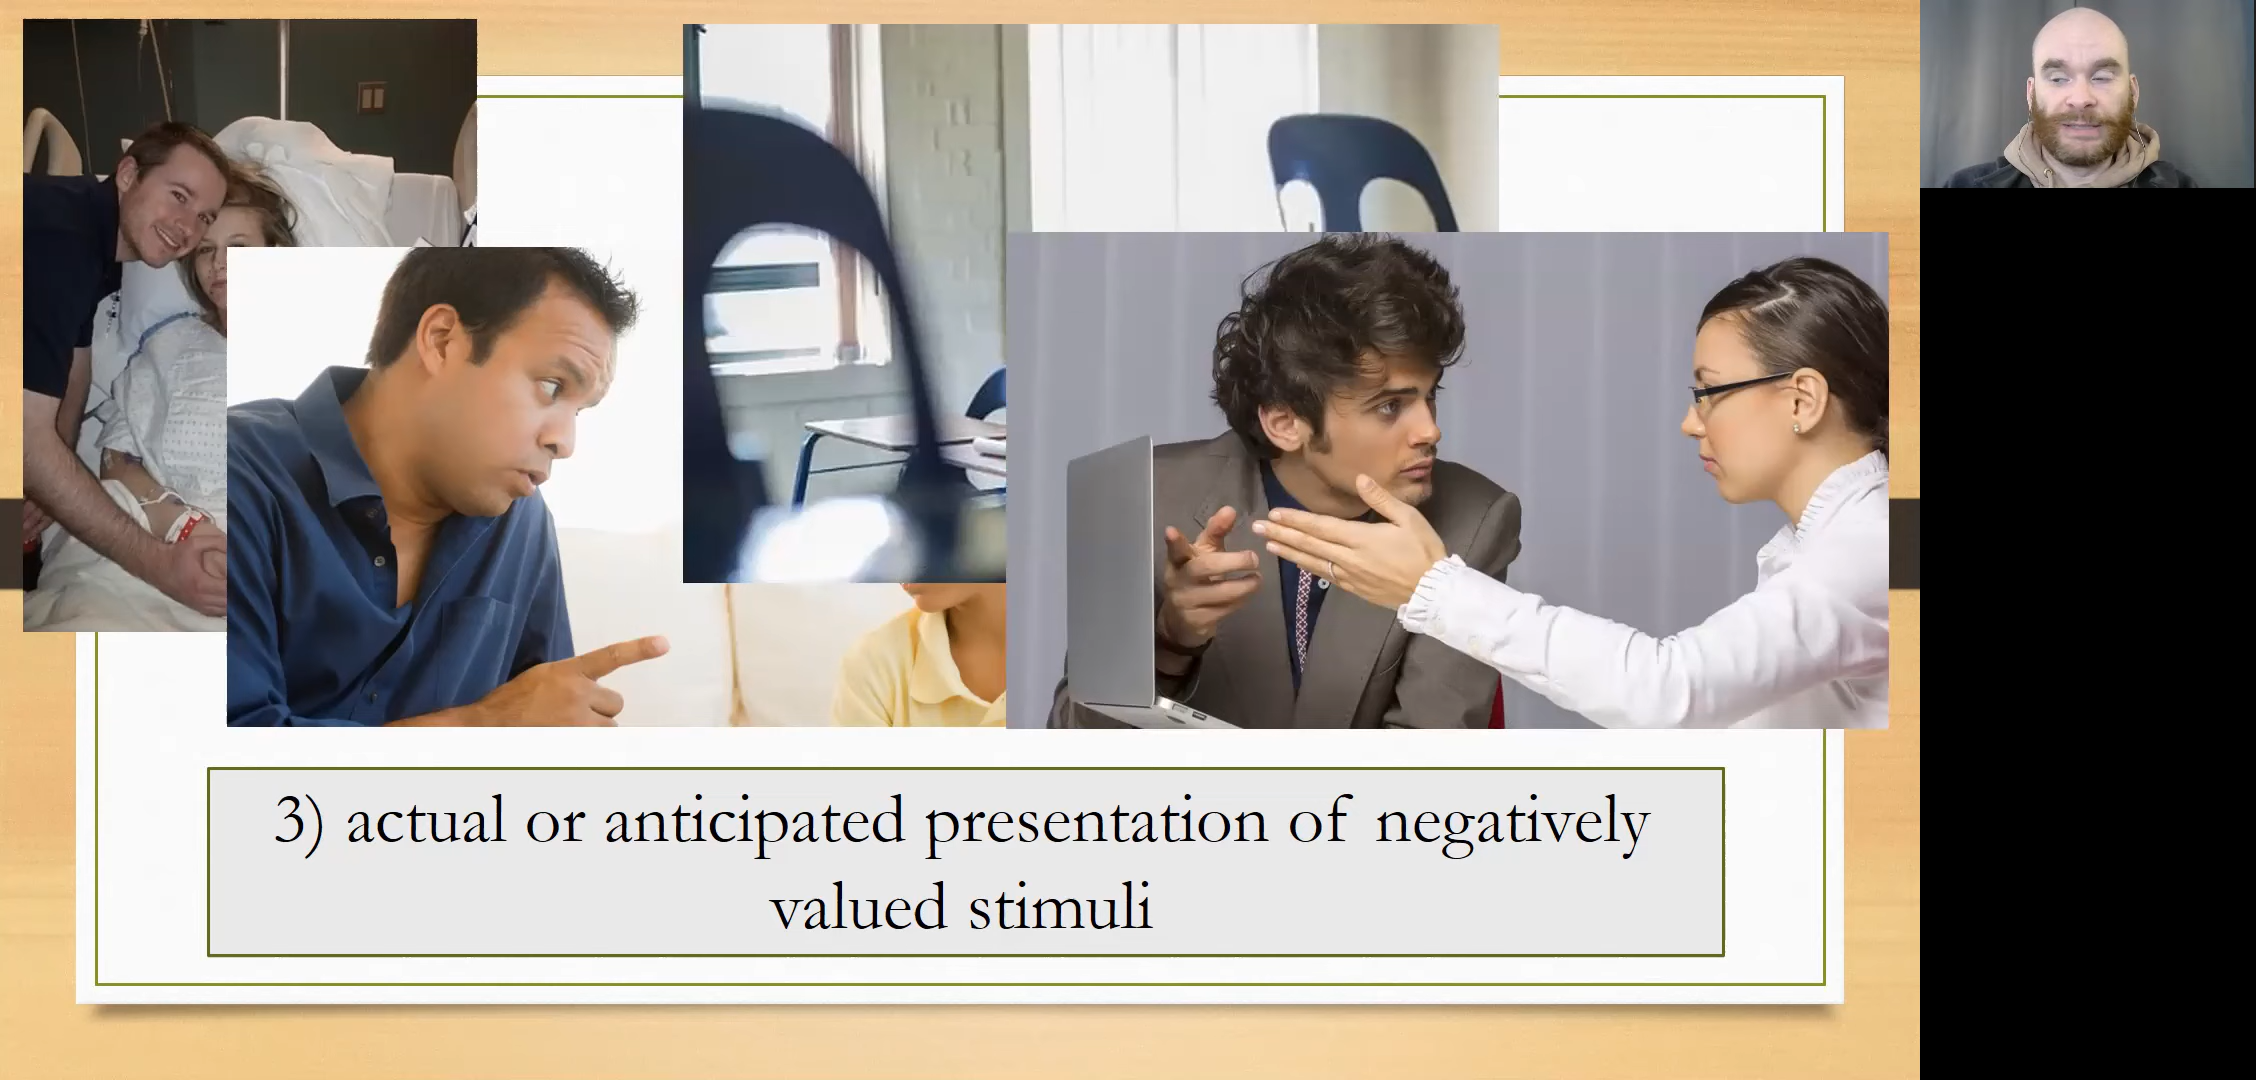 3) actual or anticipated presentation of negatively
valued stimuli